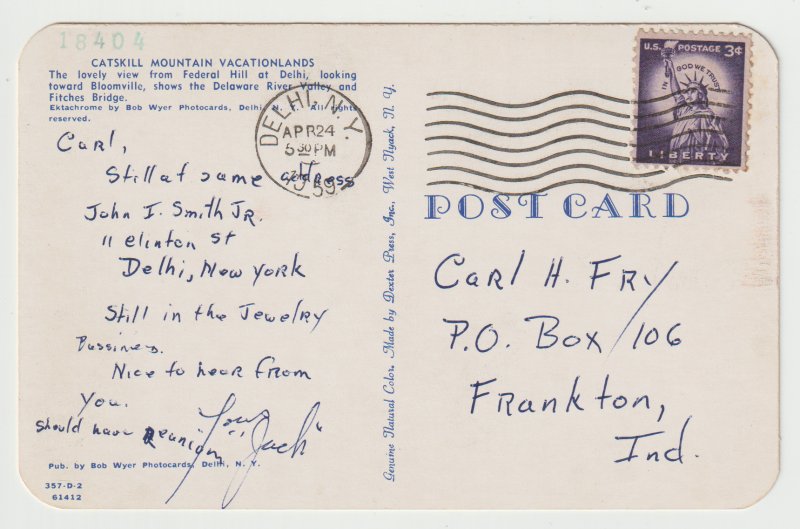 18404
CATSKILL MOUNTAIN VACATIONLANDS
The lovely view from Federal Hill at Delhi, looking
toward Bloomville, shows the Delaware River Valley and
Fitches Bridge.
Ektachrome by Bob Wyer Photocards, Delhi, N. Y. All rights
reserved.
Carl,
Still at same address
John I. Smith Jr.
11 elinton st
Delhi, New York
Still in the Jewelry
Bussines.
Nice to hear From
you.
should have Reunion
Yours
"Jack"
Pub. by Bob Wyer Photocards, Delhi, N. Y.
357-D-2
61412
Genuine Natural Color. Made by Dexter Press, Inc., West Nyack, N. Y.
DELHI, N.Y.
APR 24
5 30 PM
1959
U.S. POSTAGE 3¢
IN GOD WE TRUST
LIBERTY
POST CARD
Carl H. Fry
P.O. Box 106
Frankton,
Ind.